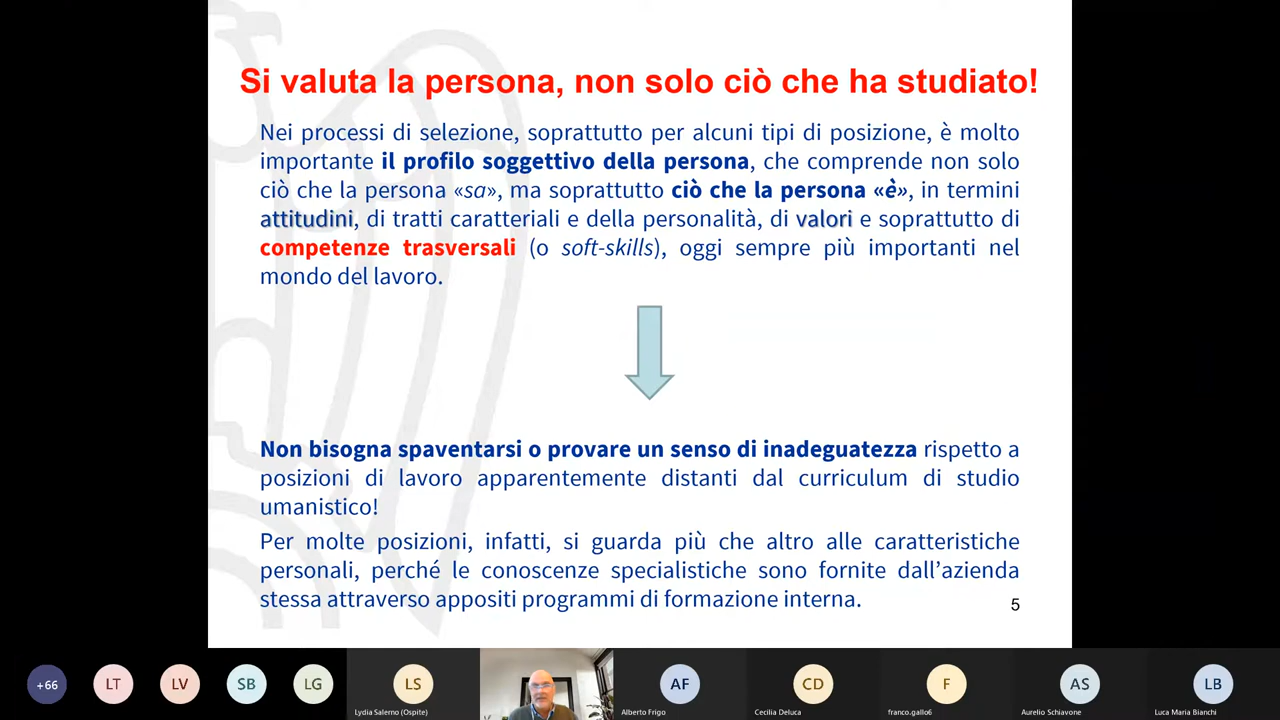 Si valuta la persona, non solo ciò che ha studiato!
Nei processi di selezione, soprattutto per alcuni tipi di posizione, è molto
importante il profilo soggettivo della persona, che comprende non solo
ciò che la persona «sa», ma soprattutto ciò che la persona «è», in termini
attitudini, di tratti caratteriali e della personalità, di valori e soprattutto di
competenze trasversali (o soft-skills), oggi sempre più importanti nel
mondo del lavoro.
Non bisogna spaventarsi o provare un senso di inadeguatezza rispetto a
posizioni di lavoro apparentemente distanti dal curriculum di studio
umanistico!
Per molte posizioni, infatti, si guarda più che altro alle caratteristiche
personali, perché le conoscenze specialistiche sono fornite dall’azienda
stessa attraverso appositi programmi di formazione interna.
5
+66 LT LV SB LG LS AF CD F AS LB
Lydia Salerno (Ospite) Alberto Frigo Cecilia Deluca franco.gallo6 Aurelio Schiavone Luca Maria Bianchi